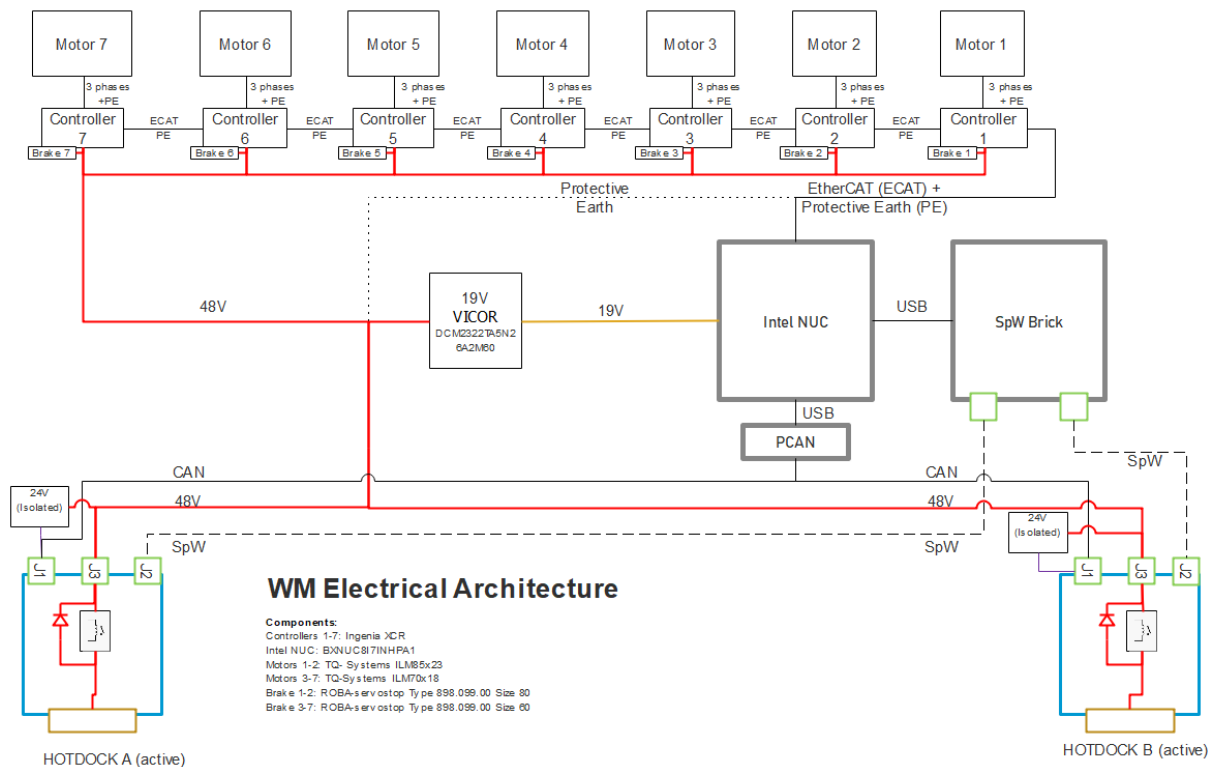 Motor 7
Motor 6
Motor 5
Motor 4
Motor 3
Motor 2
Motor 1
3 phases
+PE
3 phases
+ PE
3 phases
+ PE
3 phases
+ PE
3 phases
+ PE
3 phases
+ PE
3 phases
+ PE
Controller
7
Controller
6
Controller
5
Controller
4
Controller
3
Controller
2
Controller
1
ECAT
PE
ECAT
PE
ECAT
PE
ECAT
PE
ECAT
PE
ECAT
PE
Brake 7
Brake 6
Brake 5
Brake 4
Brake 3
Brake 2
Brake 1
Protective
Earth
EtherCAT (ECAT) +
Protective Earth (PE)
48V
19V
VICOR
DCM2322TA5N2
6A2M60
19V
Intel NUC
USB
SpW Brick
USB
PCAN
CAN
CAN
SpW
24V
(Isolated)
48V
48V
24V
(Isolated)
SpW
SpW
J1
J3
J2
J1
J3
J2
WM Electrical Architecture
Components:
Controllers 1-7: Ingenia XCR
Intel NUC: BXNUC8I7INHPA1
Motors 1-2: TQ- Systems ILM85x23
Motors 3-7: TQ-Systems ILM70x18
Brake 1-2: ROBA-servostop Type 898.099.00 Size 80
Brake 3-7: ROBA-servostop Type 898.099.00 Size 60
HOTDOCK A (active)
HOTDOCK B (active)